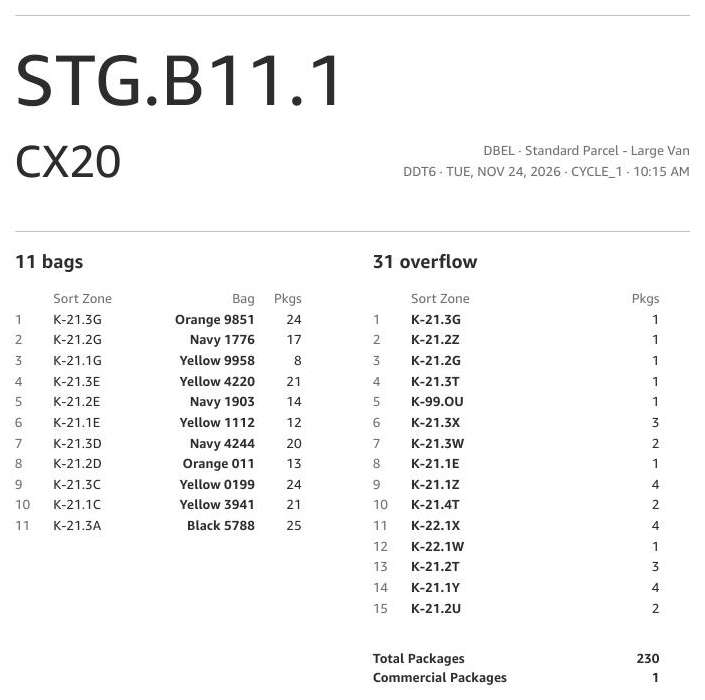 STG.B11.1
CX20
DBEL · Standard Parcel - Large Van
DDT6 · TUE, NOV 24, 2026 · CYCLE_1 · 10:15 AM
11 bags
Sort Zone Bag Pkgs
1 K-21.3G Orange 9851 24
2 K-21.2G Navy 1776 17
3 K-21.1G Yellow 9958 8
4 K-21.3E Yellow 4220 21
5 K-21.2E Navy 1903 14
6 K-21.1E Yellow 1112 12
7 K-21.3D Navy 4244 20
8 K-21.2D Orange 011 13
9 K-21.3C Yellow 0199 24
10 K-21.1C Yellow 3941 21
11 K-21.3A Black 5788 25
31 overflow
Sort Zone Pkgs
1 K-21.3G 1
2 K-21.2Z 1
3 K-21.2G 1
4 K-21.3T 1
5 K-99.OU 1
6 K-21.3X 3
7 K-21.3W 2
8 K-21.1E 1
9 K-21.1Z 4
10 K-21.4T 2
11 K-22.1X 4
12 K-22.1W 1
13 K-21.2T 3
14 K-21.1Y 4
15 K-21.2U 2
Total Packages 230
Commercial Packages 1